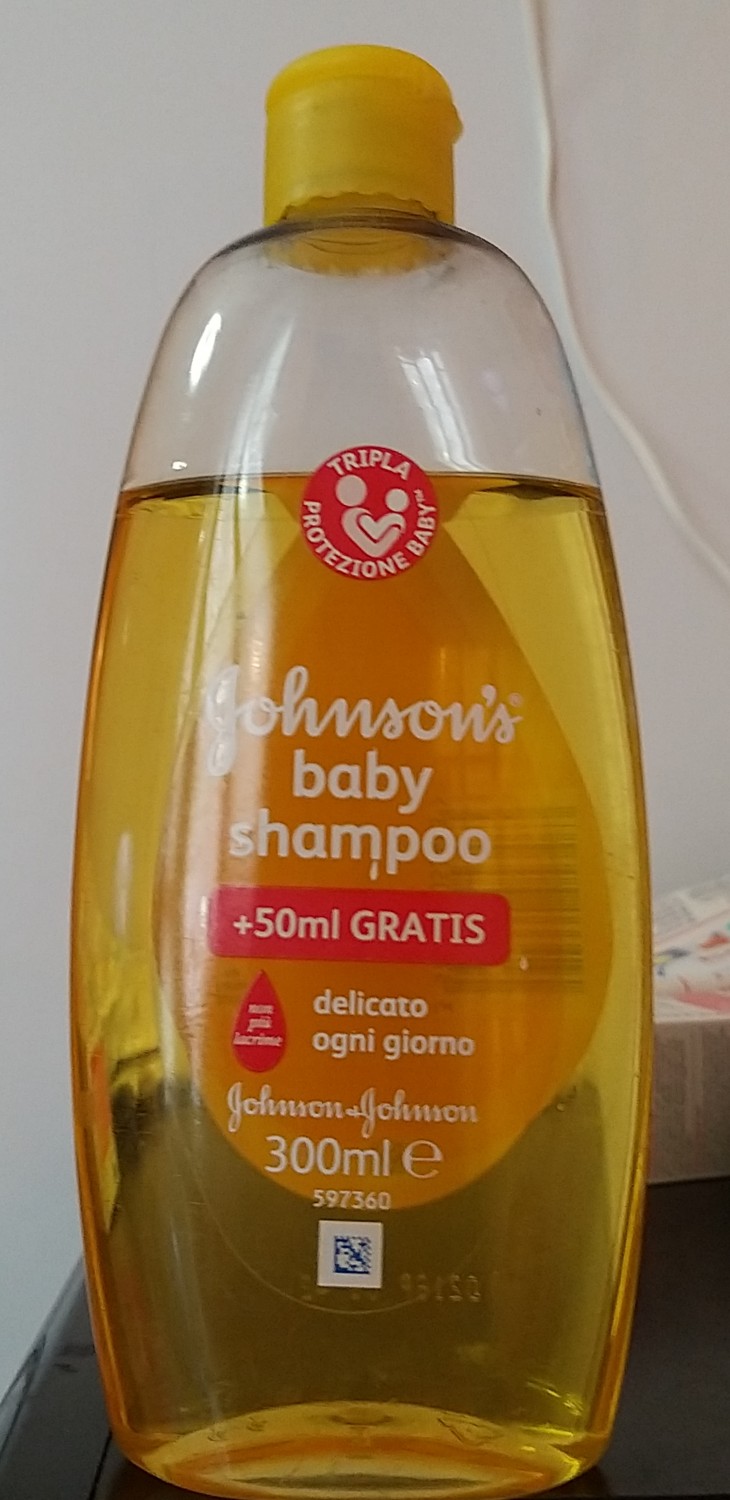 TRIPLA
PROTEZIONE BABY™
Johnson's®
baby
shampoo
+50ml GRATIS
non
più
lacrime
delicato
ogni giorno
Johnson+Johnson
300ml ℮
597360